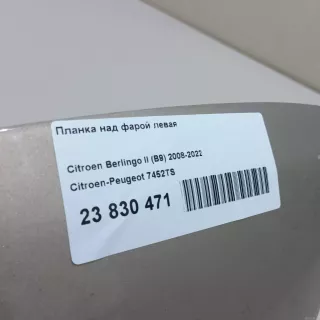 Планка над фарой левая
Citroen Berlingo II (B9) 2008-2022
Citroen-Peugeot 7452TS
23 830 471